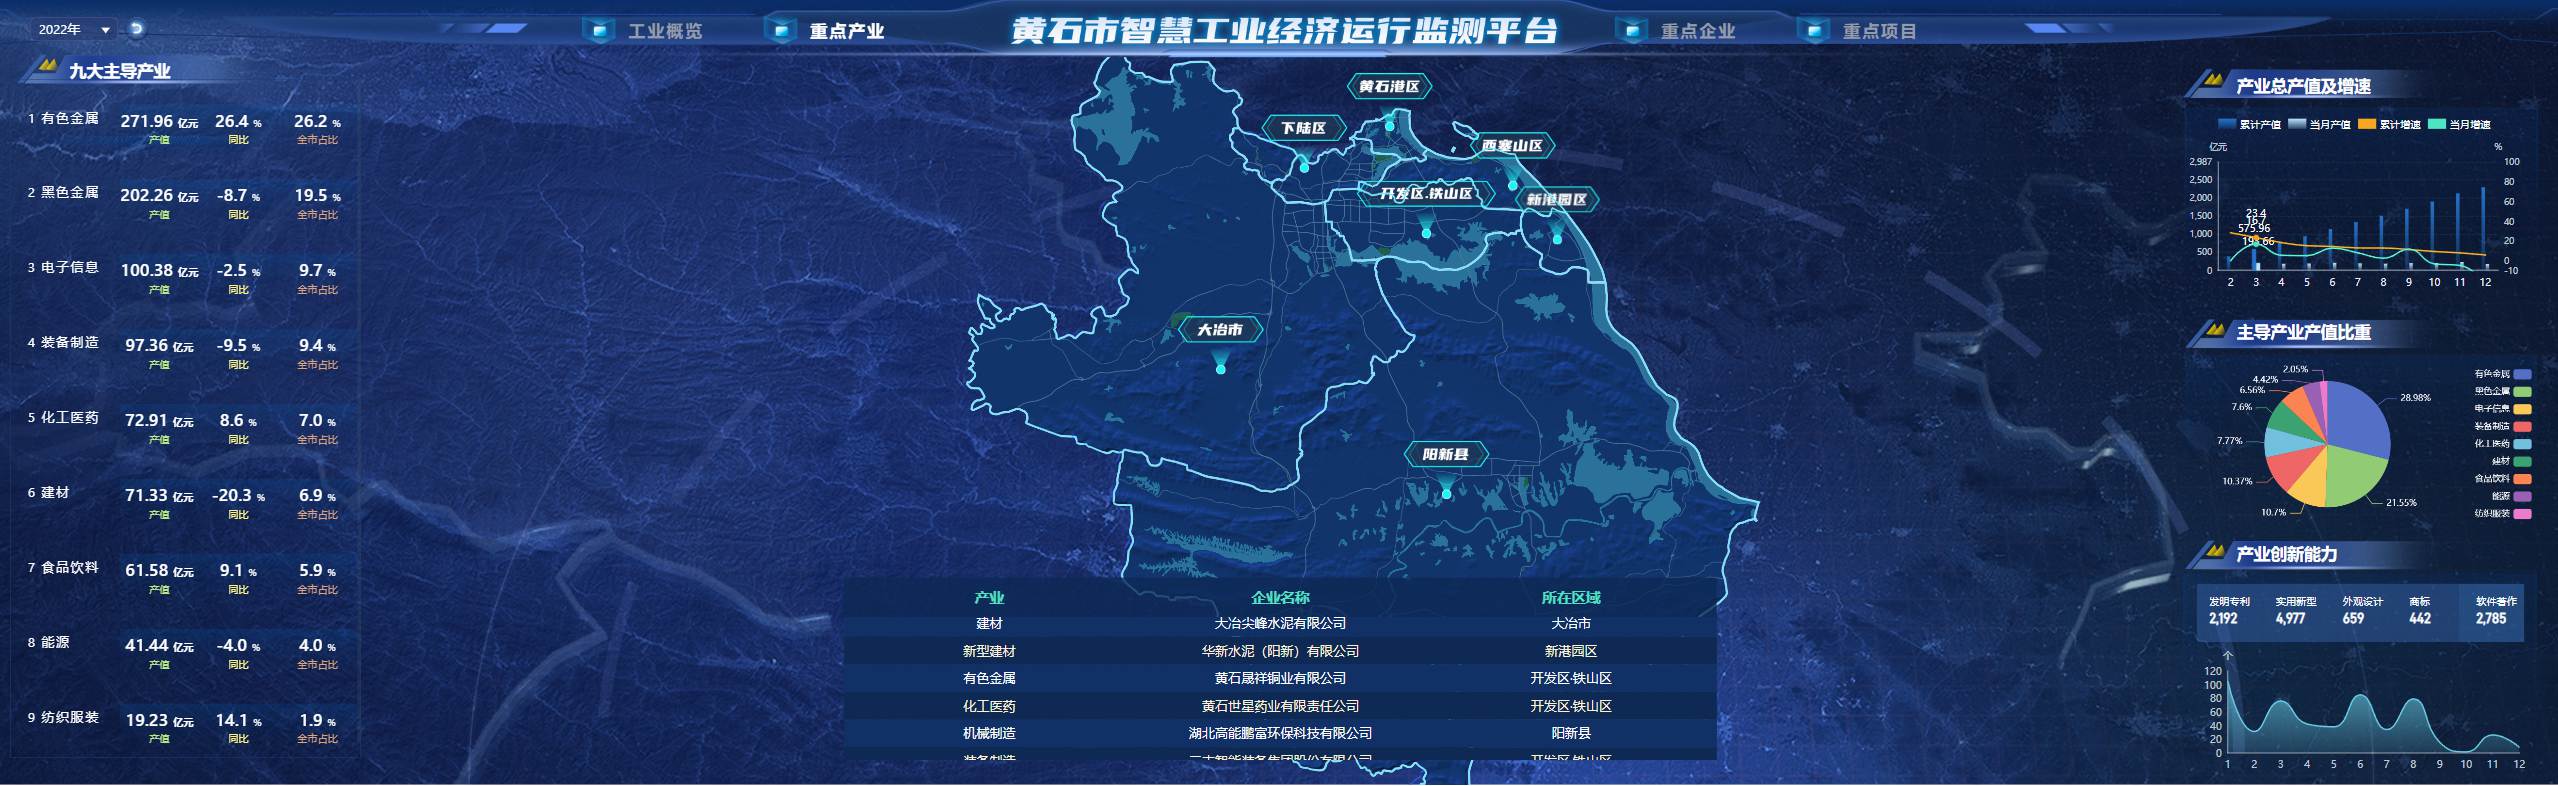 2022年
工业概览
重点产业
黄石市智慧工业经济运行监测平台
重点企业
重点项目
九大主导产业
1 有色金属 271.96 亿元 26.4 % 26.2 %
产值 同比 全市占比
2 黑色金属 202.26 亿元 -8.7 % 19.5 %
产值 同比 全市占比
3 电子信息 100.38 亿元 -2.5 % 9.7 %
产值 同比 全市占比
4 装备制造 97.36 亿元 -9.5 % 9.4 %
产值 同比 全市占比
5 化工医药 72.91 亿元 8.6 % 7.0 %
产值 同比 全市占比
6 建材 71.33 亿元 -20.3 % 6.9 %
产值 同比 全市占比
7 食品饮料 61.58 亿元 9.1 % 5.9 %
产值 同比 全市占比
8 能源 41.44 亿元 -4.0 % 4.0 %
产值 同比 全市占比
9 纺织服装 19.23 亿元 14.1 % 1.9 %
产值 同比 全市占比
黄石港区
下陆区
西塞山区
开发区.铁山区
新港园区
大冶市
阳新县
产业 企业名称 所在区域
建材 大冶尖峰水泥有限公司 大冶市
新型建材 华新水泥（阳新）有限公司 新港园区
有色金属 黄石晟祥铜业有限公司 开发区·铁山区
化工医药 黄石世星药业有限责任公司 开发区·铁山区
机械制造 湖北高能鹏富环保科技有限公司 阳新县
装备制造 三丰智能装备集团股份有限公司 开发区·铁山区
产业总产值及增速
累计产值 当月产值 累计增速 当月增速
亿元 %
2,987 100
2,500 80
2,000 60
1,500 40
1,000 20
500 0
0 -10
23.4
16.7
575.96
2 3 4 5 6 7 8 9 10 11 12
主导产业产值比重
2.05%
4.42%
6.56%
7.6%
7.77%
10.37%
10.7%
21.55%
28.98%
有色金属
黑色金属
电子信息
装备制造
化工医药
建材
食品饮料
能源
纺织服装
产业创新能力
发明专利 实用新型 外观设计 商标 软件著作
2,192 4,977 659 442 2,785
个
120
100
80
60
40
20
0
1 2 3 4 5 6 7 8 9 10 11 12